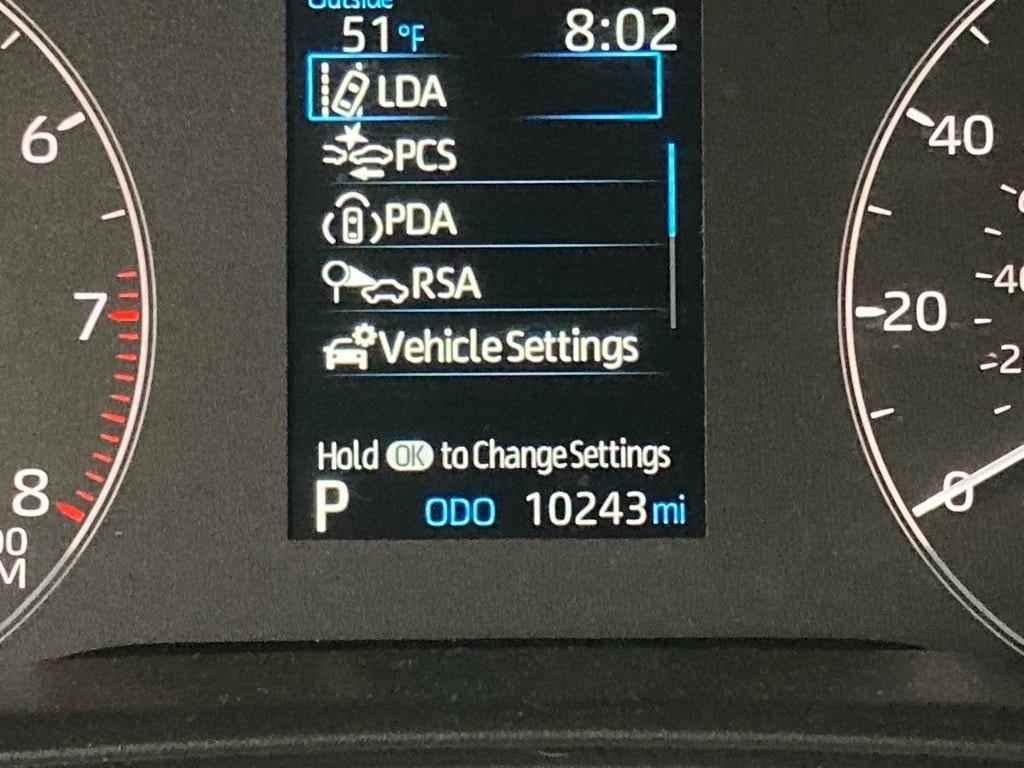 Outside
51 °F 8:02
LDA
PCS
PDA
RSA
Vehicle Settings
Hold OK to Change Settings
P ODO 10243 mi
6
7
8
40
20
0